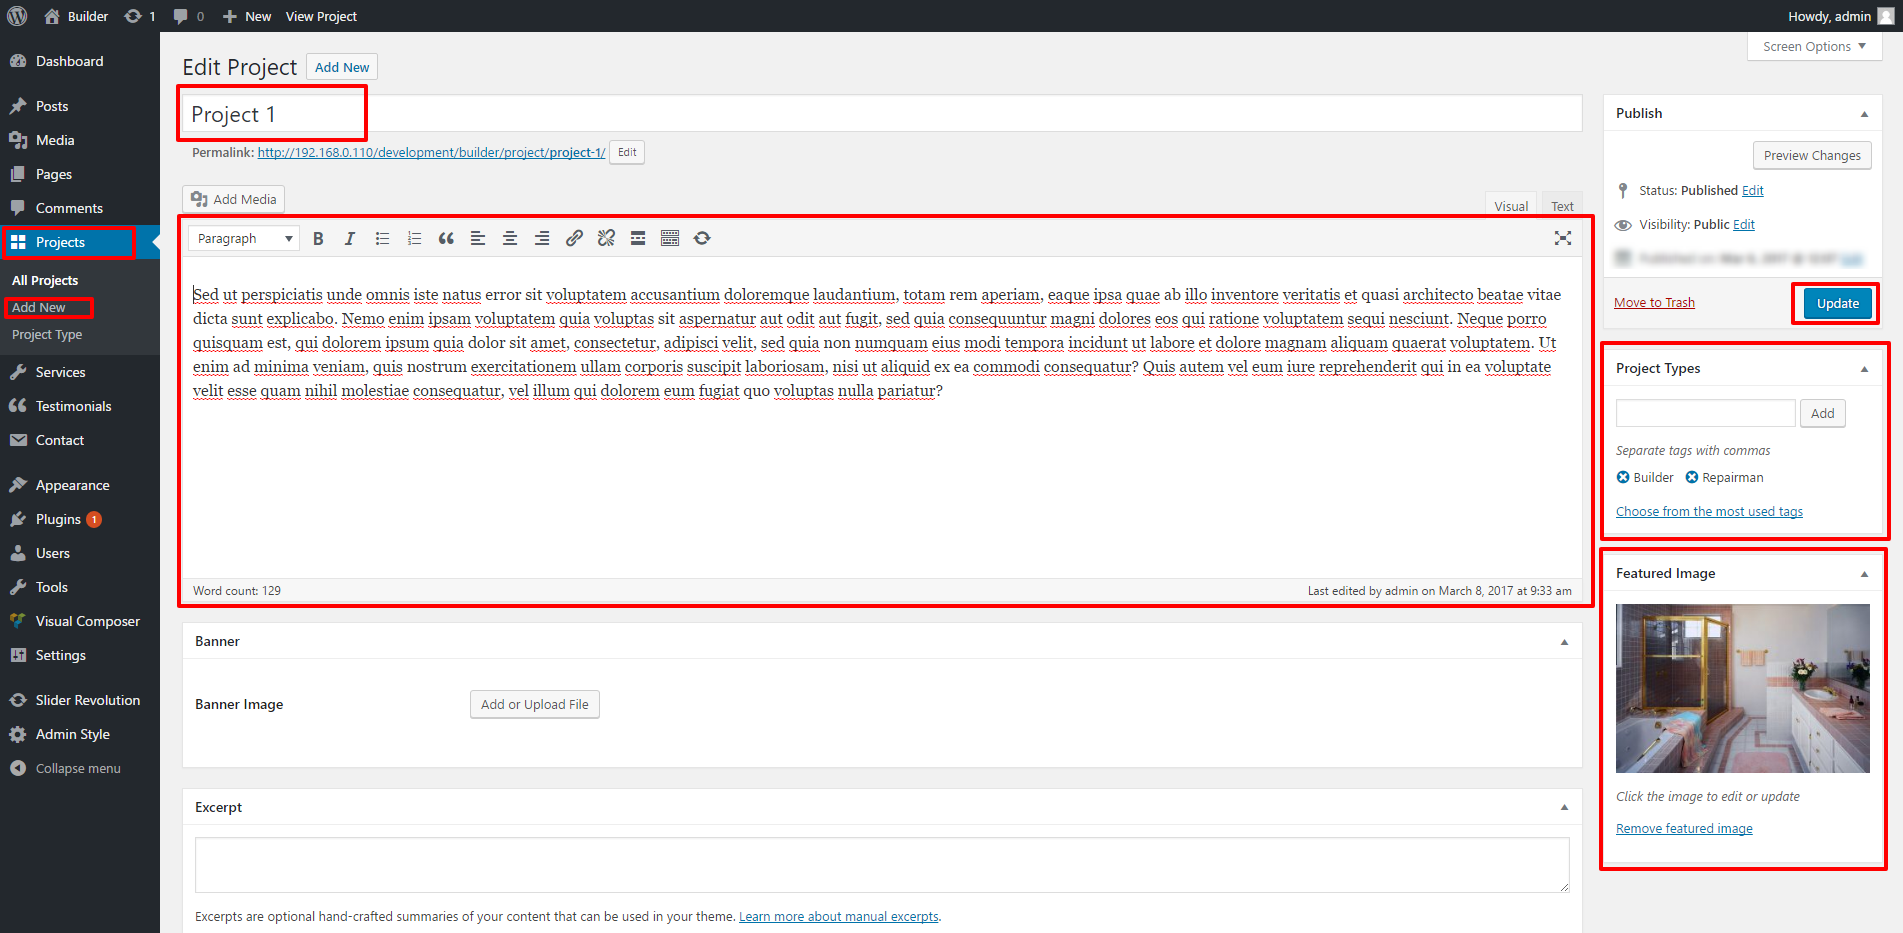 Builder 1 0 New View Project Howdy, admin
Screen Options
Dashboard
Posts
Media
Pages
Comments
Projects
All Projects
Add New
Project Type
Services
Testimonials
Contact
Appearance
Plugins 1
Users
Tools
Visual Composer
Settings
Slider Revolution
Admin Style
Collapse menu
Edit Project Add New
Project 1
Permalink: http://192.168.0.110/development/builder/project/project-1/ Edit
Add Media
Visual Text
Paragraph B I
Sed ut perspiciatis unde omnis iste natus error sit voluptatem accusantium doloremque laudantium, totam rem aperiam, eaque ipsa quae ab illo inventore veritatis et quasi architecto beatae vitae
dicta sunt explicabo. Nemo enim ipsam voluptatem quia voluptas sit aspernatur aut odit aut fugit, sed quia consequuntur magni dolores eos qui ratione voluptatem sequi nesciunt. Neque porro
quisquam est, qui dolorem ipsum quia dolor sit amet, consectetur, adipisci velit, sed quia non numquam eius modi tempora incidunt ut labore et dolore magnam aliquam quaerat voluptatem. Ut
enim ad minima veniam, quis nostrum exercitationem ullam corporis suscipit laboriosam, nisi ut aliquid ex ea commodi consequatur? Quis autem vel eum iure reprehenderit qui in ea voluptate
velit esse quam nihil molestiae consequatur, vel illum qui dolorem eum fugiat quo voluptas nulla pariatur?
Word count: 129 Last edited by admin on March 8, 2017 at 9:33 am
Banner
Banner Image Add or Upload File
Excerpt
Excerpts are optional hand-crafted summaries of your content that can be used in your theme. Learn more about manual excerpts.
Publish
Preview Changes
Status: Published Edit
Visibility: Public Edit
Move to Trash Update
Project Types
Add
Separate tags with commas
Builder Repairman
Choose from the most used tags
Featured Image
Click the image to edit or update
Remove featured image